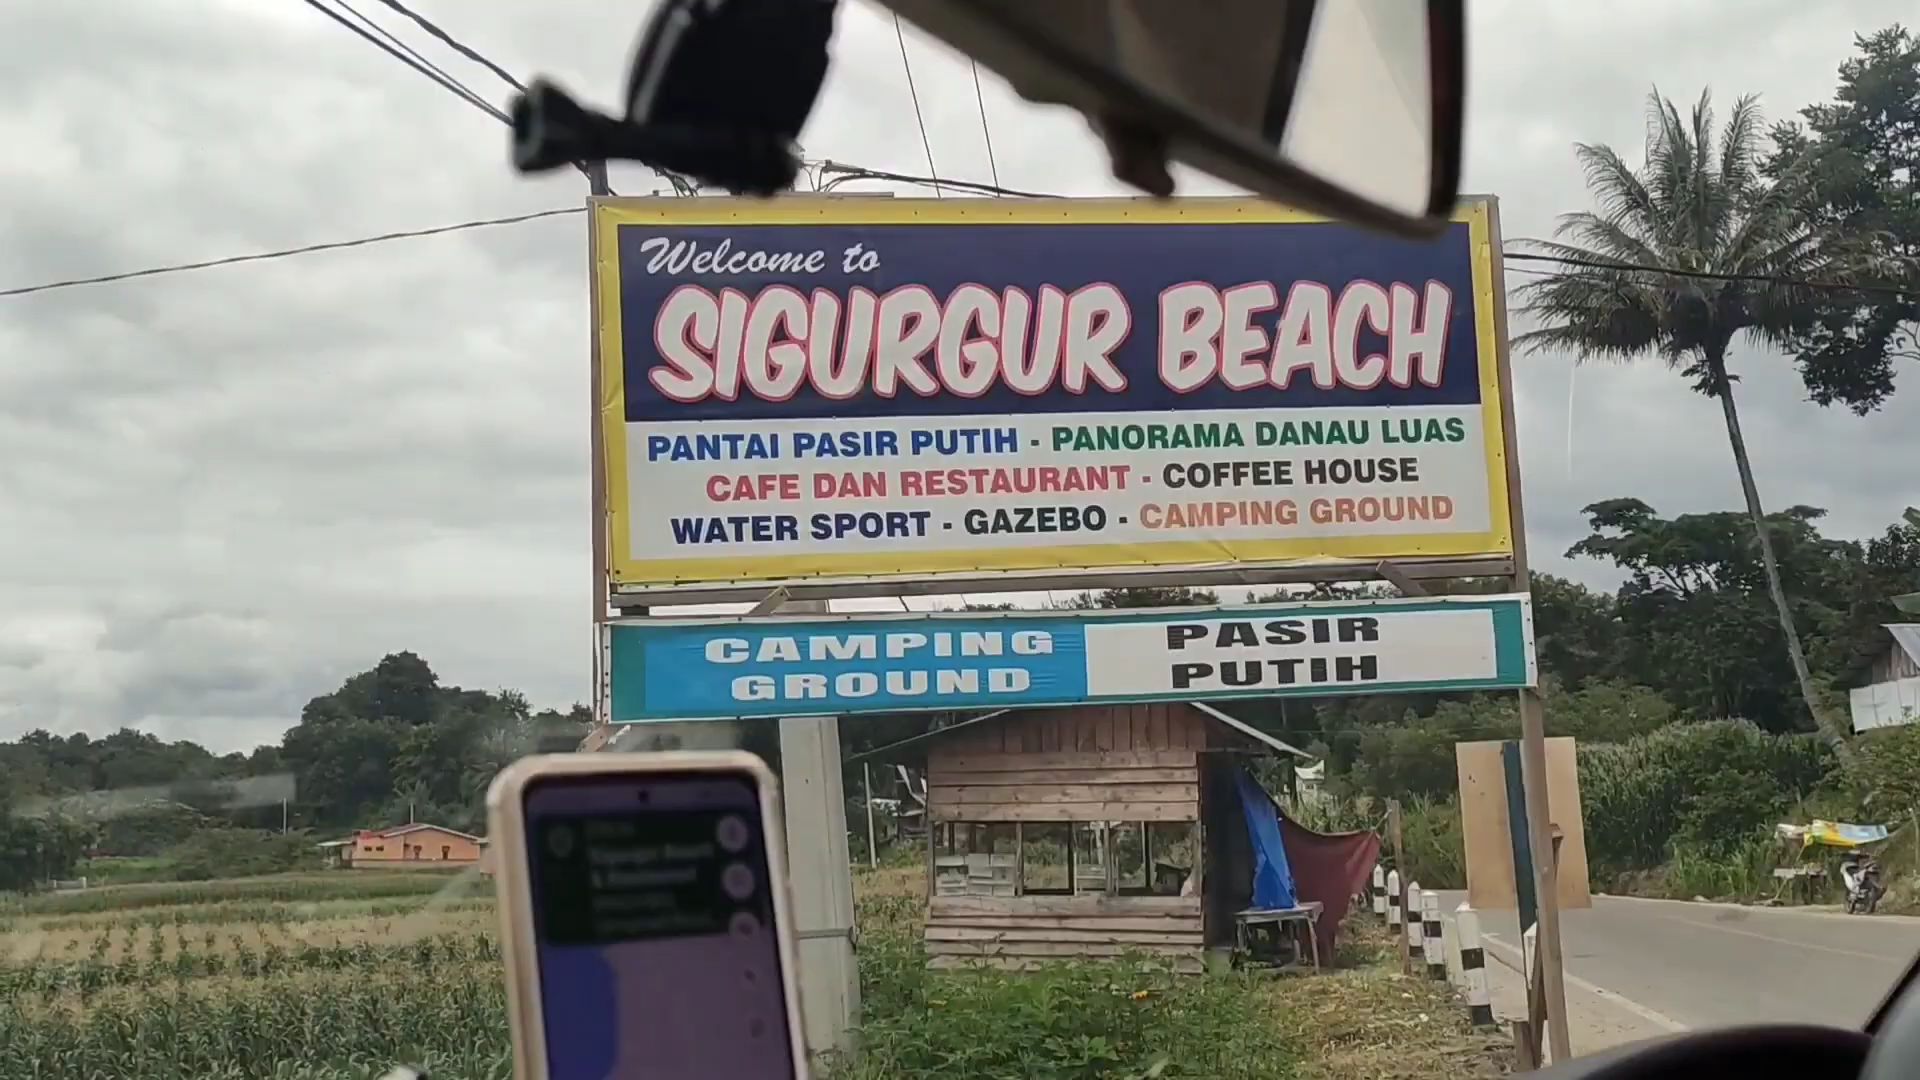 Welcome to
SIGURGUR BEACH
PANTAI PASIR PUTIH - PANORAMA DANAU LUAS
CAFE DAN RESTAURANT - COFFEE HOUSE
WATER SPORT - GAZEBO - CAMPING GROUND
CAMPING
GROUND
PASIR
PUTIH